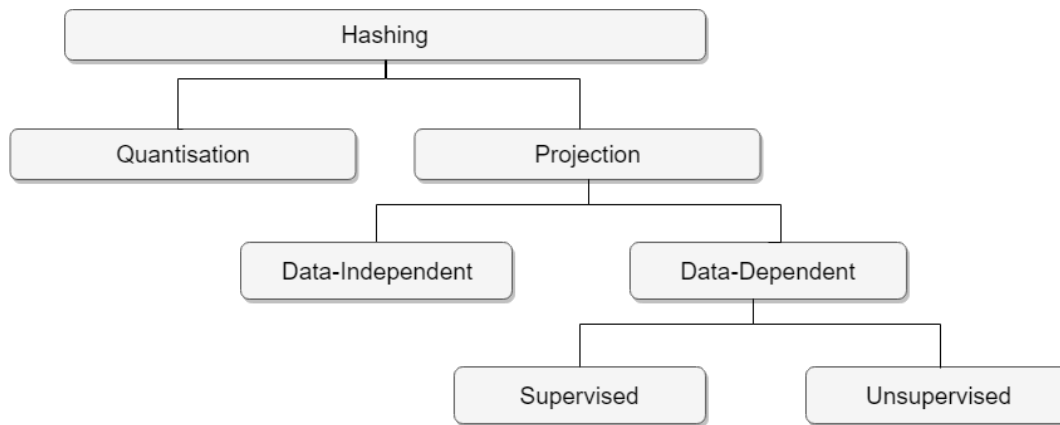 Hashing
Quantisation
Projection
Data-Independent
Data-Dependent
Supervised
Unsupervised